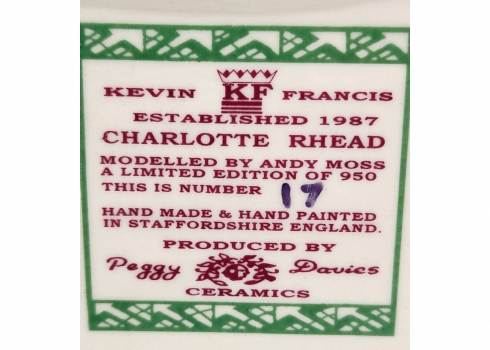 KEVIN KF FRANCIS
ESTABLISHED 1987
CHARLOTTE RHEAD
MODELLED BY ANDY MOSS
A LIMITED EDITION OF 950
THIS IS NUMBER 17
HAND MADE & HAND PAINTED
IN STAFFORDSHIRE ENGLAND.
PRODUCED BY
Peggy Davies
CERAMICS